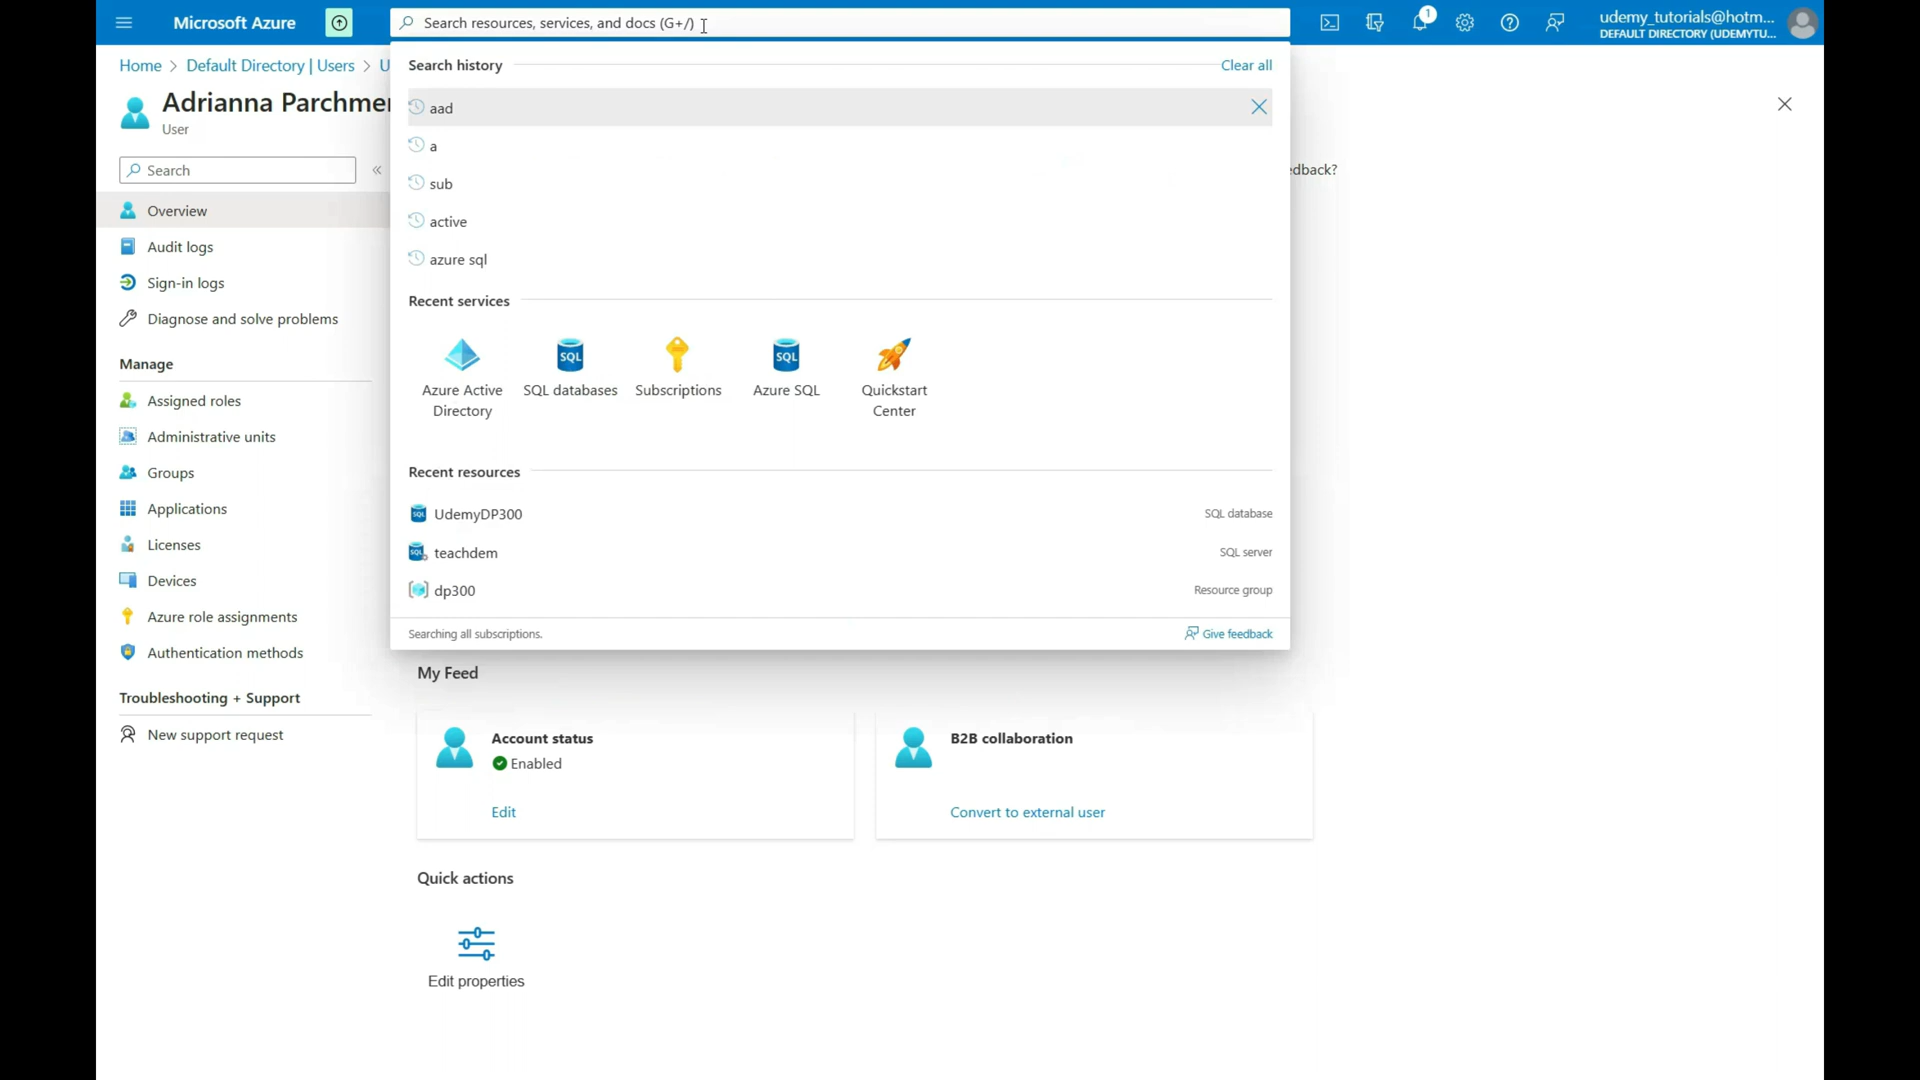 Microsoft Azure
Search resources, services, and docs (G+/)
1
udemy_tutorials@hotm...
DEFAULT DIRECTORY (UDEMYTU...
Home > Default Directory | Users > U
Adrianna Parchmen
User
Search
«
Overview
Audit logs
Sign-in logs
Diagnose and solve problems
Manage
Assigned roles
Administrative units
Groups
Applications
Licenses
Devices
Azure role assignments
Authentication methods
Troubleshooting + Support
New support request
Search history
Clear all
aad
a
sub
active
azure sql
Recent services
Azure Active Directory
SQL
SQL databases
Subscriptions
SQL
Azure SQL
Quickstart Center
Recent resources
UdemyDP300
SQL database
teachdem
SQL server
dp300
Resource group
Searching all subscriptions.
Give feedback
edback?
My Feed
Account status
Enabled
Edit
B2B collaboration
Convert to external user
Quick actions
Edit properties